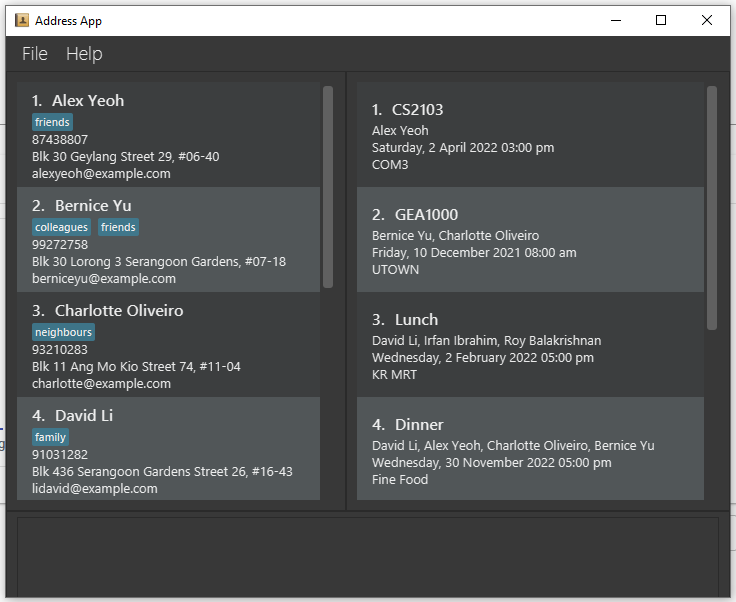 Address App
File Help
1. Alex Yeoh
friends
87438807
Blk 30 Geylang Street 29, #06-40
alexyeoh@example.com
2. Bernice Yu
colleagues friends
99272758
Blk 30 Lorong 3 Serangoon Gardens, #07-18
berniceyu@example.com
3. Charlotte Oliveiro
neighbours
93210283
Blk 11 Ang Mo Kio Street 74, #11-04
charlotte@example.com
4. David Li
family
91031282
Blk 436 Serangoon Gardens Street 26, #16-43
lidavid@example.com
1. CS2103
Alex Yeoh
Saturday, 2 April 2022 03:00 pm
COM3
2. GEA1000
Bernice Yu, Charlotte Oliveiro
Friday, 10 December 2021 08:00 am
UTOWN
3. Lunch
David Li, Irfan Ibrahim, Roy Balakrishnan
Wednesday, 2 February 2022 05:00 pm
KR MRT
4. Dinner
David Li, Alex Yeoh, Charlotte Oliveiro, Bernice Yu
Wednesday, 30 November 2022 05:00 pm
Fine Food